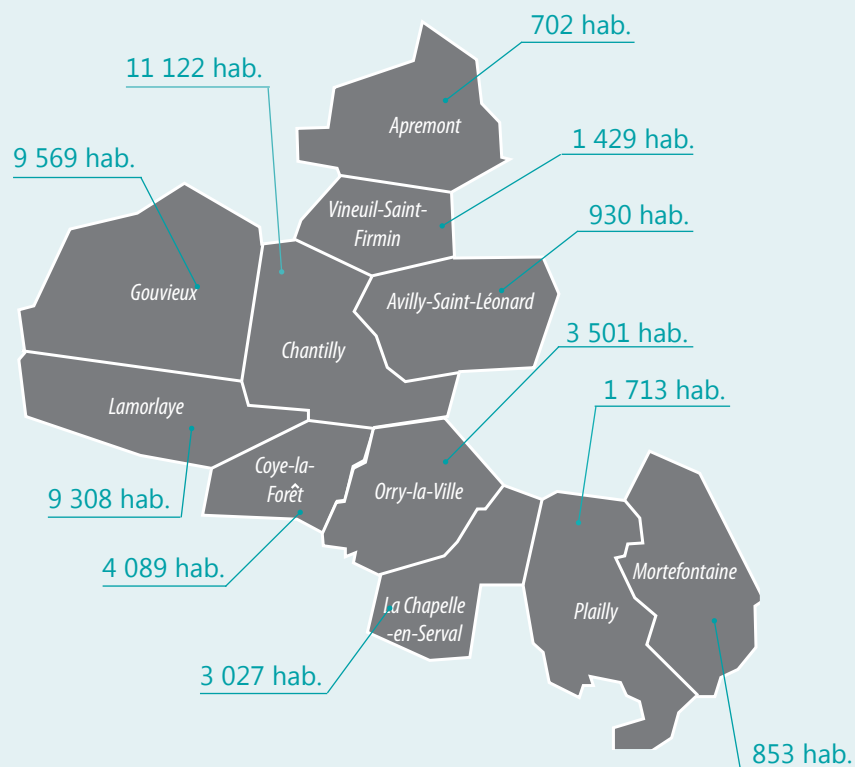 702 hab.
11 122 hab.
Apremont
1 429 hab.
9 569 hab.
Vineuil-Saint-
Firmin
930 hab.
Gouvieux
Avilly-Saint-Léonard
3 501 hab.
Chantilly
1 713 hab.
Lamorlaye
Coye-la-
Forêt
Orry-la-Ville
9 308 hab.
4 089 hab.
Mortefontaine
La Chapelle
-en-Serval
Plailly
3 027 hab.
853 hab.